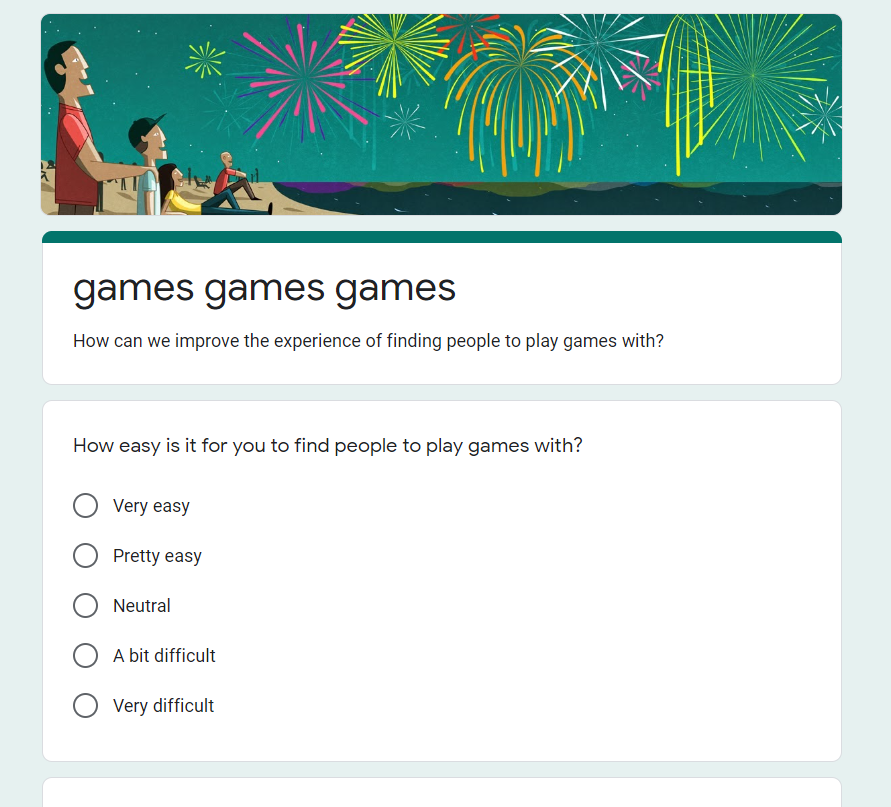 games games games
How can we improve the experience of finding people to play games with?
How easy is it for you to find people to play games with?
Very easy
Pretty easy
Neutral
A bit difficult
Very difficult